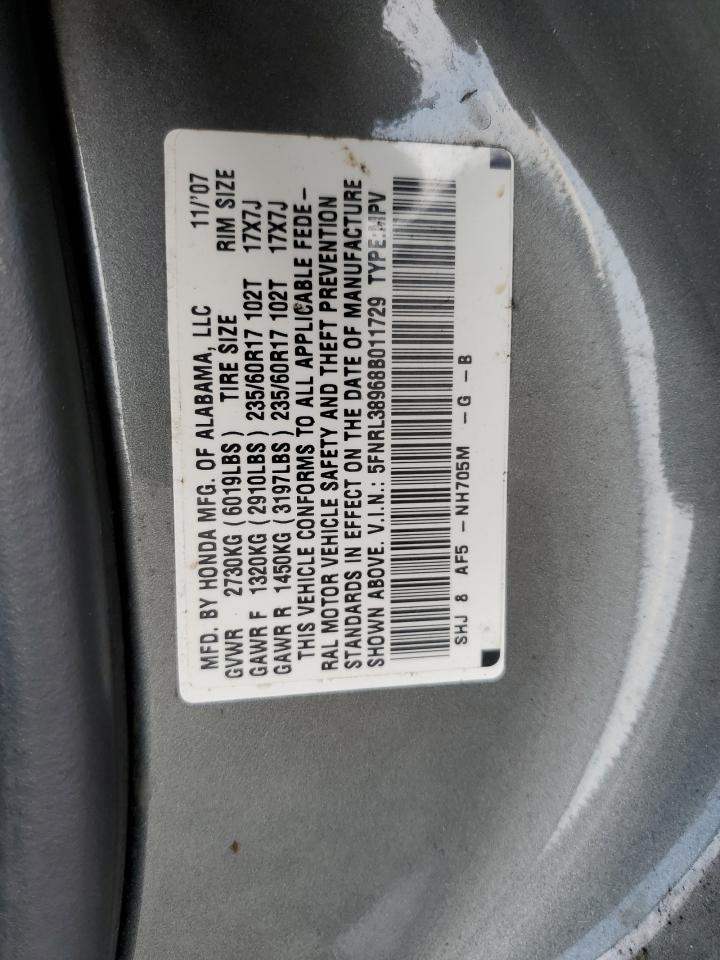 MFD. BY HONDA MFG. OF ALABAMA, LLC 11/'07
GVWR 2730KG (6019LBS) TIRE SIZE RIM SIZE
GAWR F 1320KG (2910LBS) 235/60R17 102T 17X7J
GAWR R 1450KG (3197LBS) 235/60R17 102T 17X7J
THIS VEHICLE CONFORMS TO ALL APPLICABLE FEDE-
RAL MOTOR VEHICLE SAFETY AND THEFT PREVENTION
STANDARDS IN EFFECT ON THE DATE OF MANUFACTURE
SHOWN ABOVE. V.I.N.: 5FNRL38968B011729 TYPE:MPV
SHJ 8 AF5 -NH705M -G -B